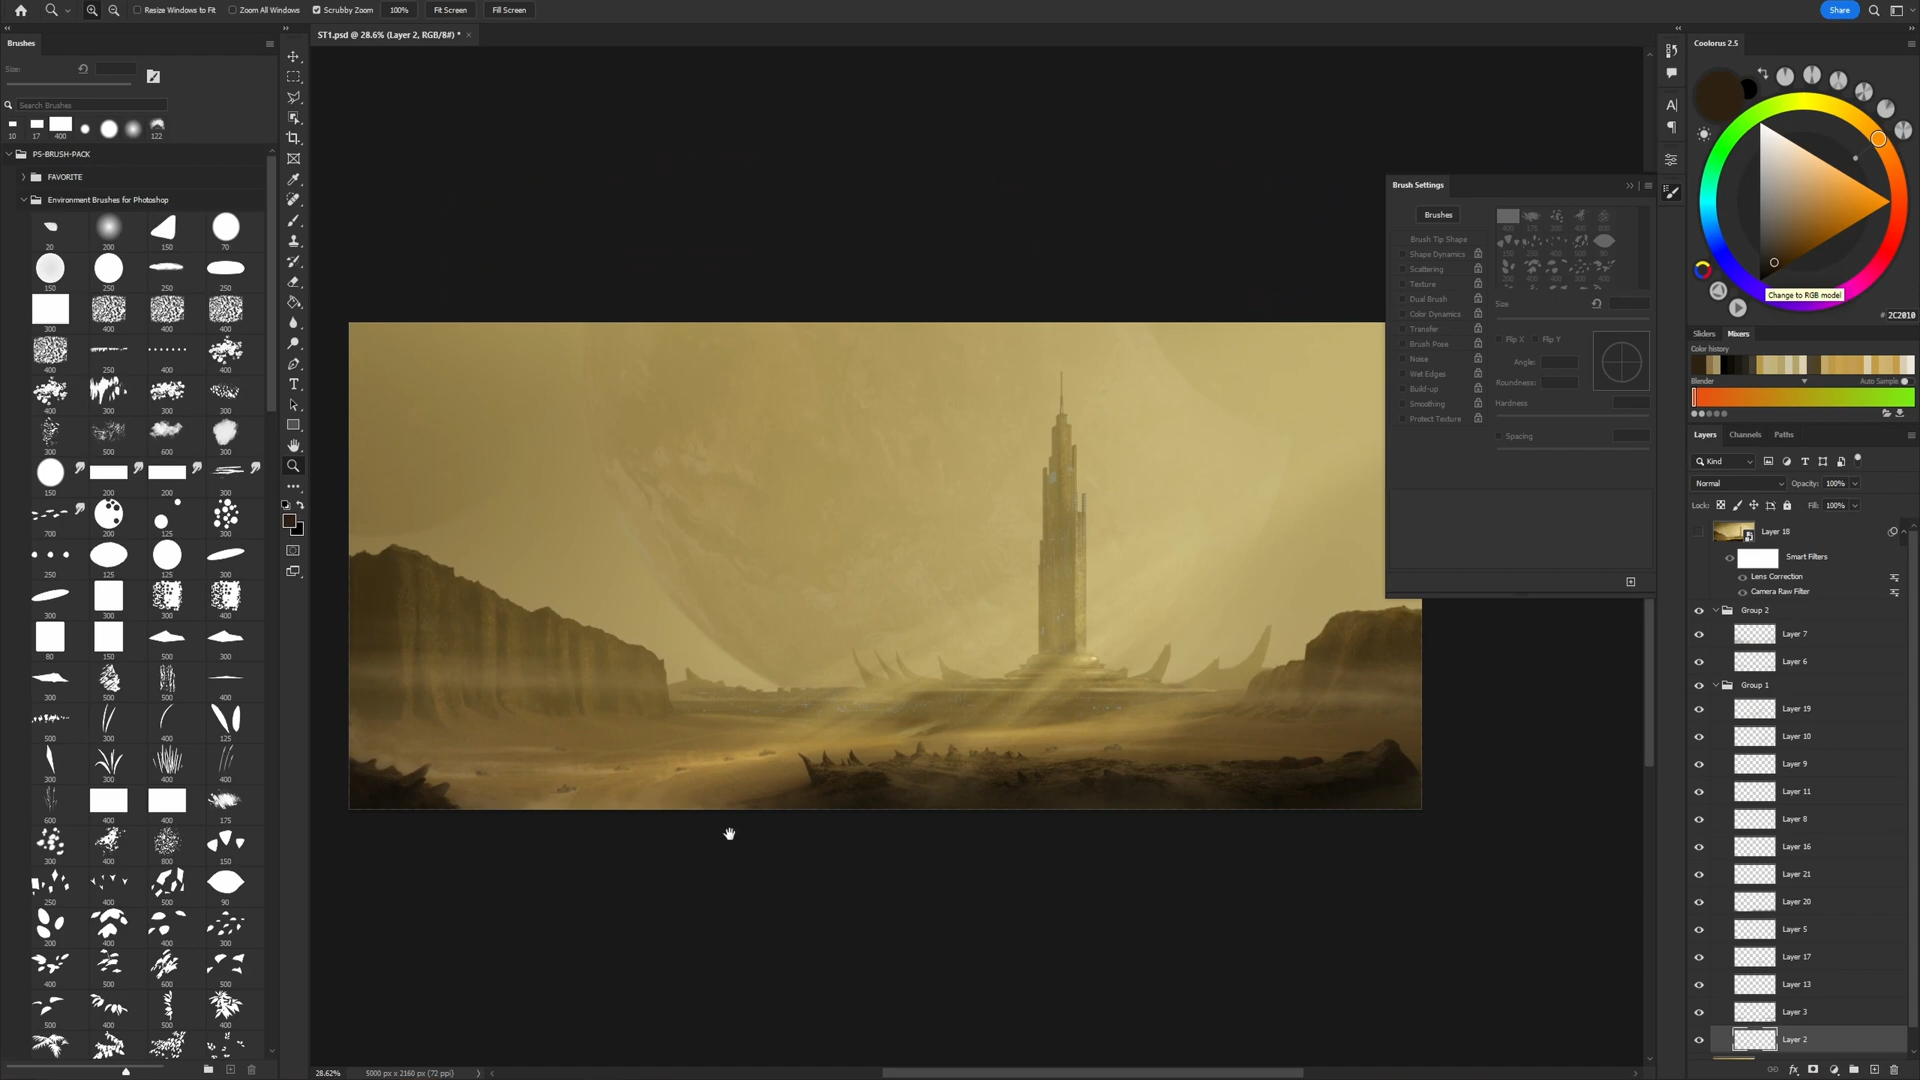 Resize Windows to Fit
Zoom All Windows
Scrubby Zoom
100%
Fit Screen
Fill Screen
Share
Brushes
ST1.psd @ 28.6% (Layer 2, RGB/8#) *
Coolorus 2.5
Size:
Search Brushes
10 17 400 122
PS-BRUSH-PACK
FAVORITE
Environment Brushes for Photoshop
20 200 150 70
150 250 250 250
300 400 400 400
400 250 400 400
400 300 300 300
300 500 600 300
150 200 200 300
700 200 125 300
250 125 125 300
300 300 400 400
80 150 500 300
300 500 500 400
500 300 400 125
300 300 400 400
600 400 400 175
300 400 800 150
250 400 500 90
200 400 400 300
400 500 600 500
500 400 500 400
Brush Settings
Brushes
400 175 300 400 800
Brush Tip Shape
Shape Dynamics
Scattering
Texture
Dual Brush
Color Dynamics
Transfer
Brush Pose
Noise
Wet Edges
Build-up
Smoothing
Protect Texture
Size
Flip X
Flip Y
Angle:
Roundness:
Hardness
Spacing
Change to RGB model
# 2C2010
Sliders
Mixers
Color history
Blender
Auto Sample
Layers
Channels
Paths
Kind
Normal
Opacity: 100%
Lock:
Fill: 100%
Layer 18
Smart Filters
Lens Correction
Camera Raw Filter
Group 2
Layer 7
Layer 6
Group 1
Layer 19
Layer 10
Layer 9
Layer 11
Layer 8
Layer 16
Layer 21
Layer 20
Layer 5
Layer 17
Layer 13
Layer 3
Layer 2
28.62%
5000 px x 2160 px (72 ppi)